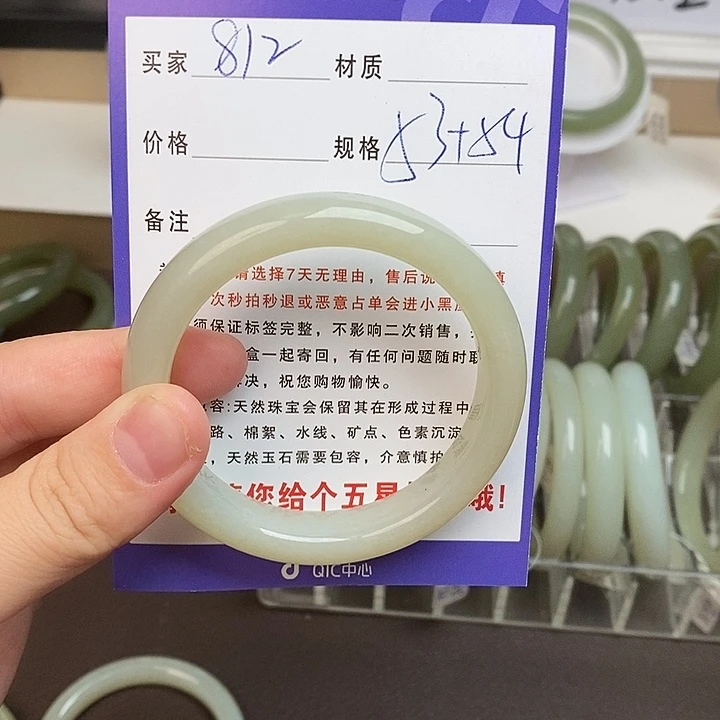 买家 812 材质
价格 规格 53+54
备注
请选择7天无理由，售后说
次秒拍秒退或恶意占单会进小黑
须保证标签完整，不影响二次销售，
盒一起寄回，有任何问题随时联
决，祝您购物愉快。
容：天然珠宝会保留其在形成过程中
路、棉絮、水线、矿点、色素沉淀
，天然玉石需要包容，介意慎拍
您给个五星 哦！
QIC中心